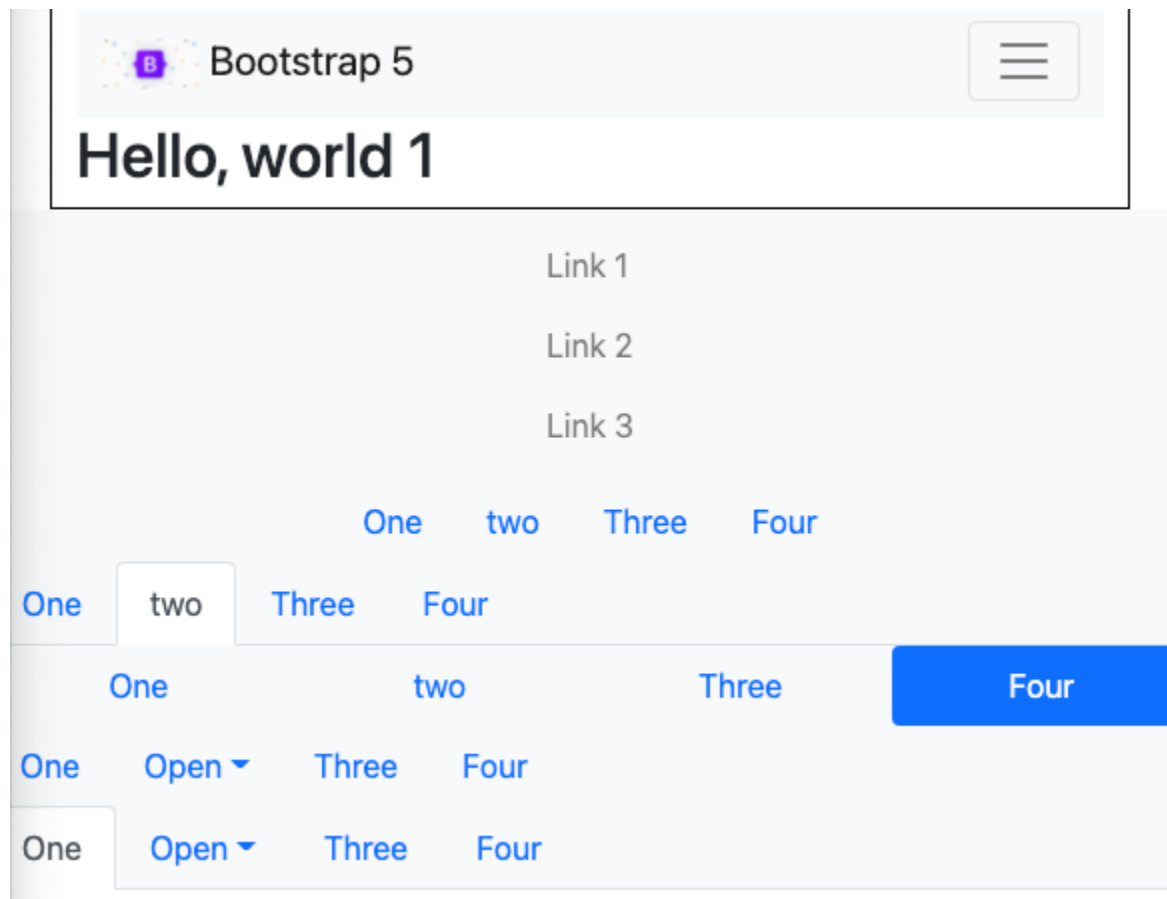 B Bootstrap 5
Hello, world 1
Link 1
Link 2
Link 3
One two Three Four
One two Three Four
One two Three Four
One Open Three Four
One Open Three Four